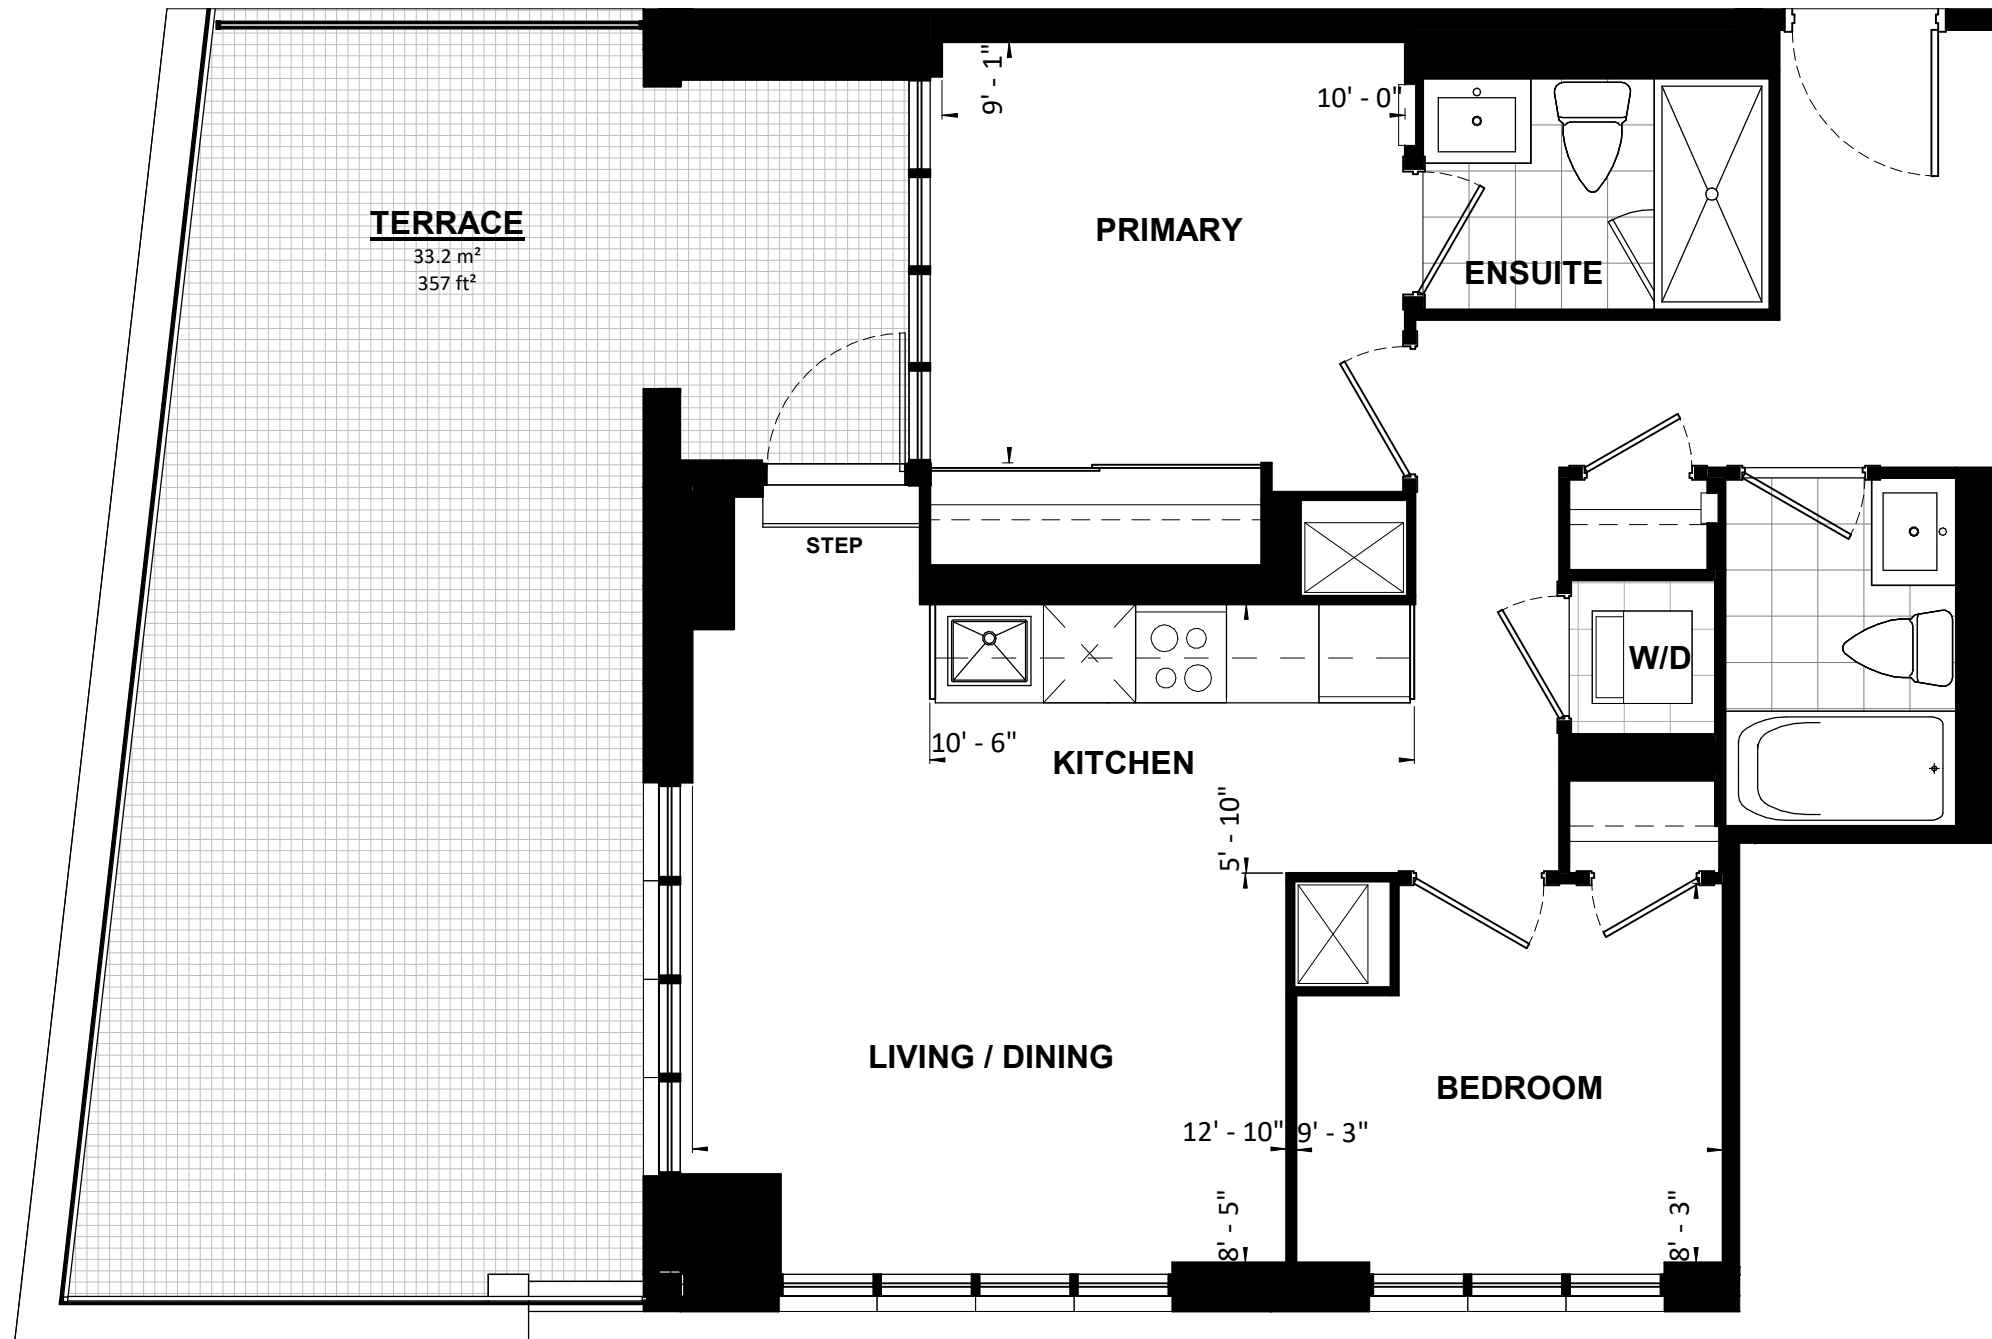 9' - 1"
10' - 0"
TERRACE
33.2 m²
357 ft²
PRIMARY
ENSUITE
STEP
W/D
10' - 6"
KITCHEN
5' - 10"
LIVING / DINING
BEDROOM
12' - 10"
9' - 3"
8' - 5"
8' - 3"